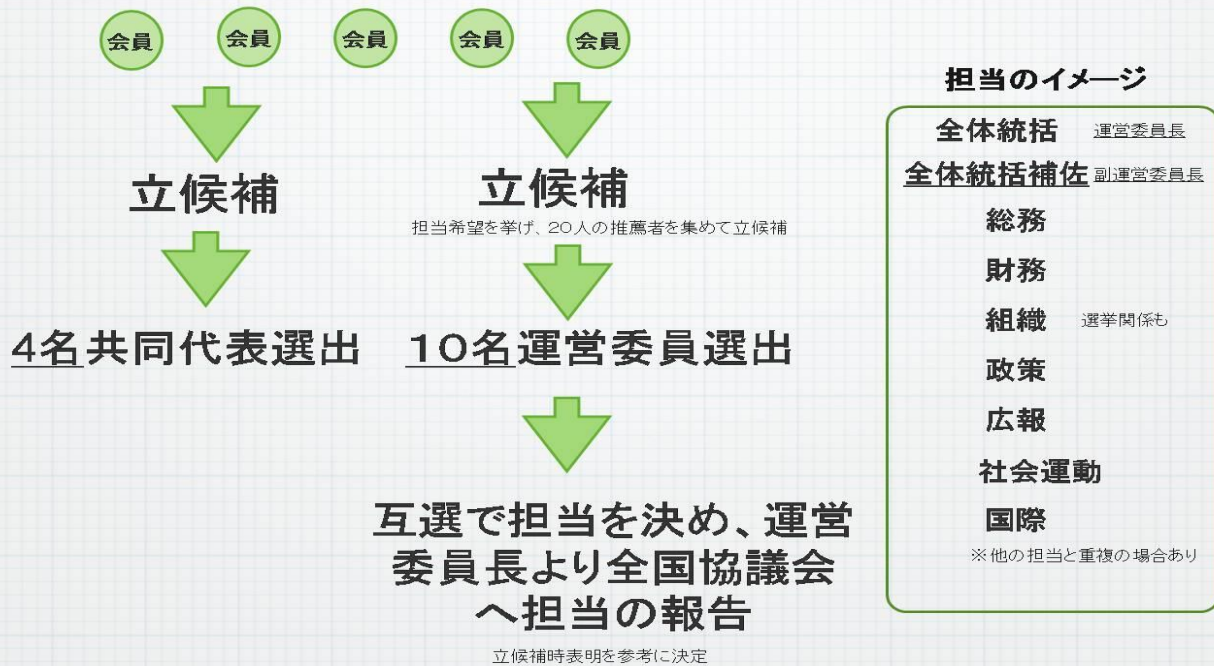 会員 会員 会員 会員 会員
立候補
↓
4名共同代表選出
立候補
担当希望を挙げ、20人の推薦者を集めて立候補
10名運営委員選出
互選で担当を決め、運営
委員長より全国協議会
へ担当の報告
立候補時表明を参考に決定
担当のイメージ
全体統括 運営委員長
全体統括補佐 副運営委員長
総務
財務
組織 選挙関係も
政策
広報
社会運動
国際
※他の担当と重複の場合あり